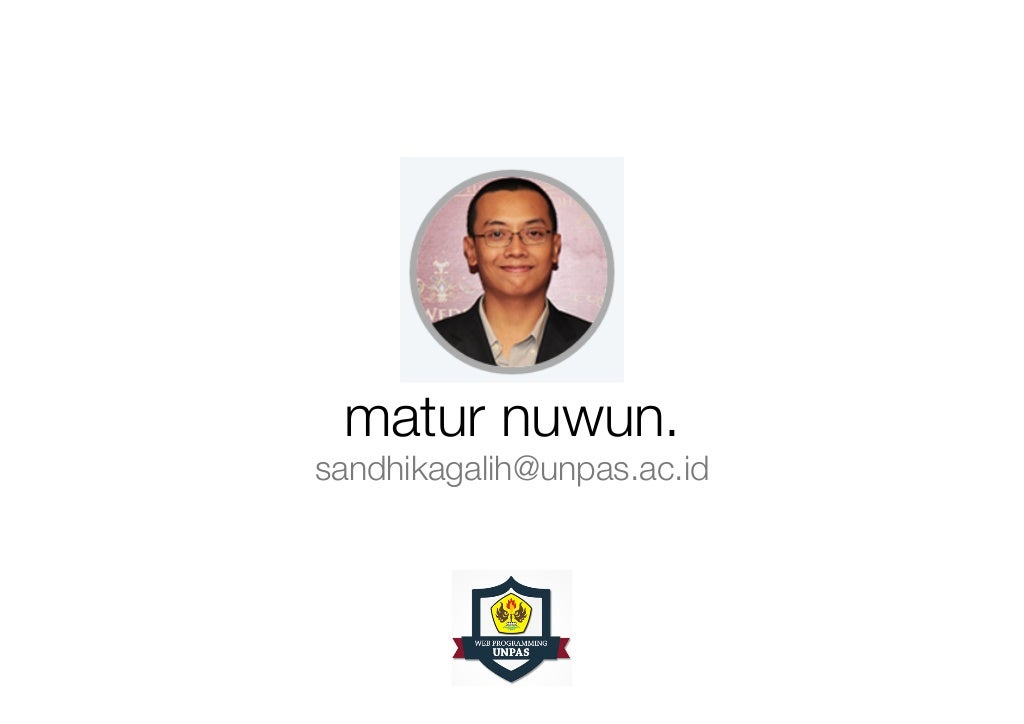 matur nuwun.
sandhikagalih@unpas.ac.id
WEB PROGRAMMING
UNPAS